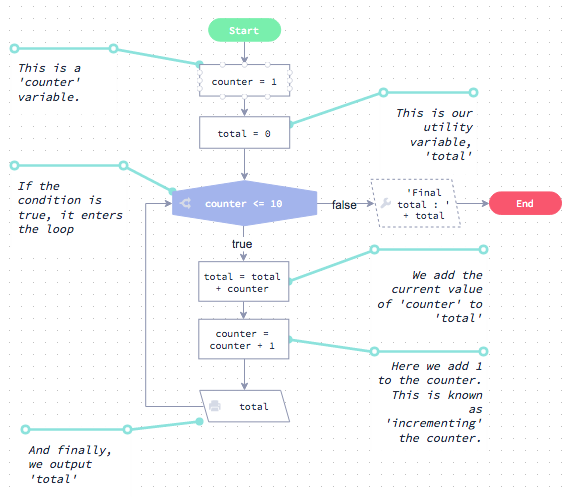 Start
This is a
'counter'
variable.
counter = 1
This is our
utility
variable,
'total'
total = 0
If the
condition is
true, it enters
the loop
counter <= 10
false
'Final
total : '
+ total
End
true
total = total
+ counter
We add the
current value
of 'counter' to
'total'
counter =
counter + 1
Here we add 1
to the counter.
This is known
as
'incrementing'
the counter.
total
And finally,
we output
'total'